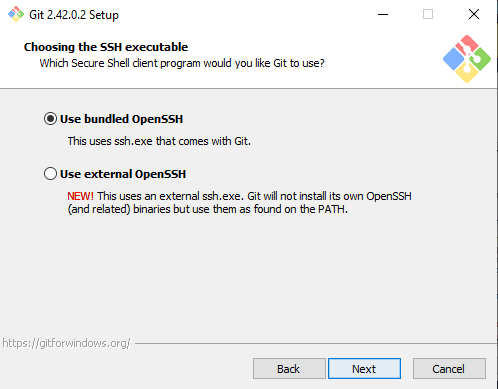 Git 2.42.0.2 Setup
Choosing the SSH executable
Which Secure Shell client program would you like Git to use?
Use bundled OpenSSH
This uses ssh.exe that comes with Git.
Use external OpenSSH
NEW! This uses an external ssh.exe. Git will not install its own OpenSSH
(and related) binaries but use them as found on the PATH.
https://gitforwindows.org/
Back Next Cancel